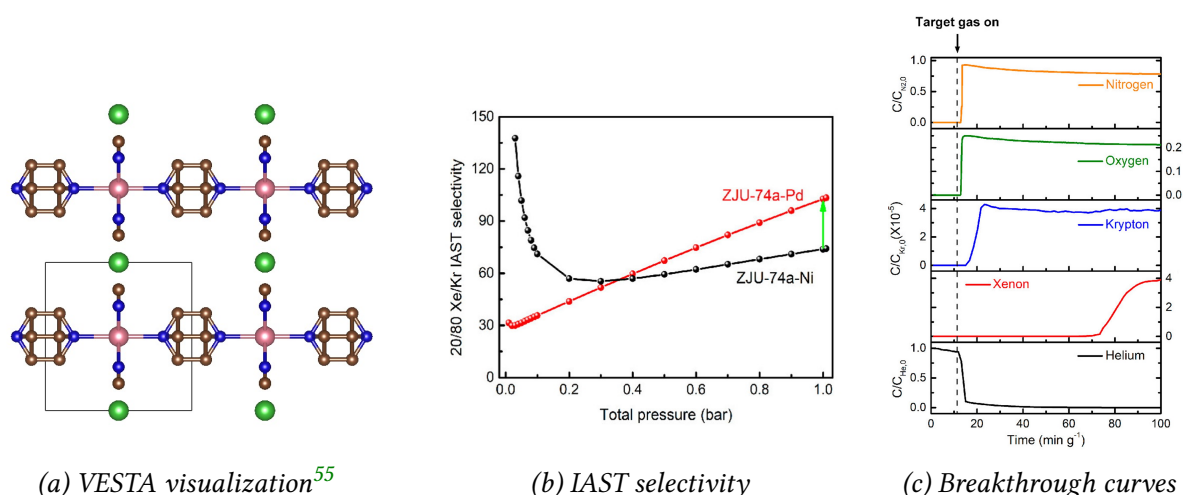 20/80 Xe/Kr IAST selectivity
150
120
90
60
30
0
ZJU-74a-Pd
ZJU-74a-Ni
0.0 0.2 0.4 0.6 0.8 1.0
Total pressure (bar)
Target gas on
C/C_N2,0
1.0
0.5
0.0
Nitrogen
Oxygen
0.2
0.1
0.0
C/C_Kr,0(X10⁻⁵)
4
2
0
Krypton
Xenon
4
2
0
C/C_He,0
1.0
0.5
0.0
Helium
0 20 40 60 80 100
Time (min g⁻¹)
(a) VESTA visualization⁵⁵
(b) IAST selectivity
(c) Breakthrough curves